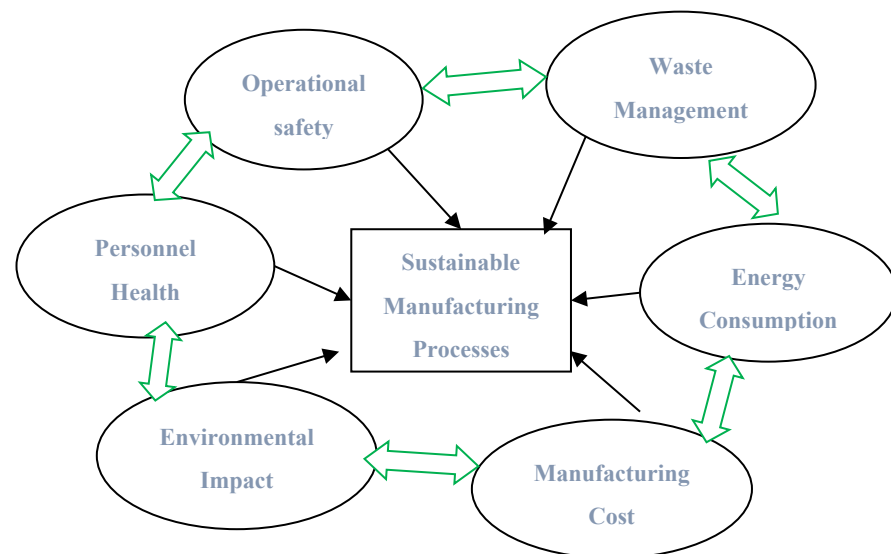 Operational
safety
Waste
Management
Personnel
Health
Sustainable
Manufacturing
Processes
Energy
Consumption
Environmental
Impact
Manufacturing
Cost